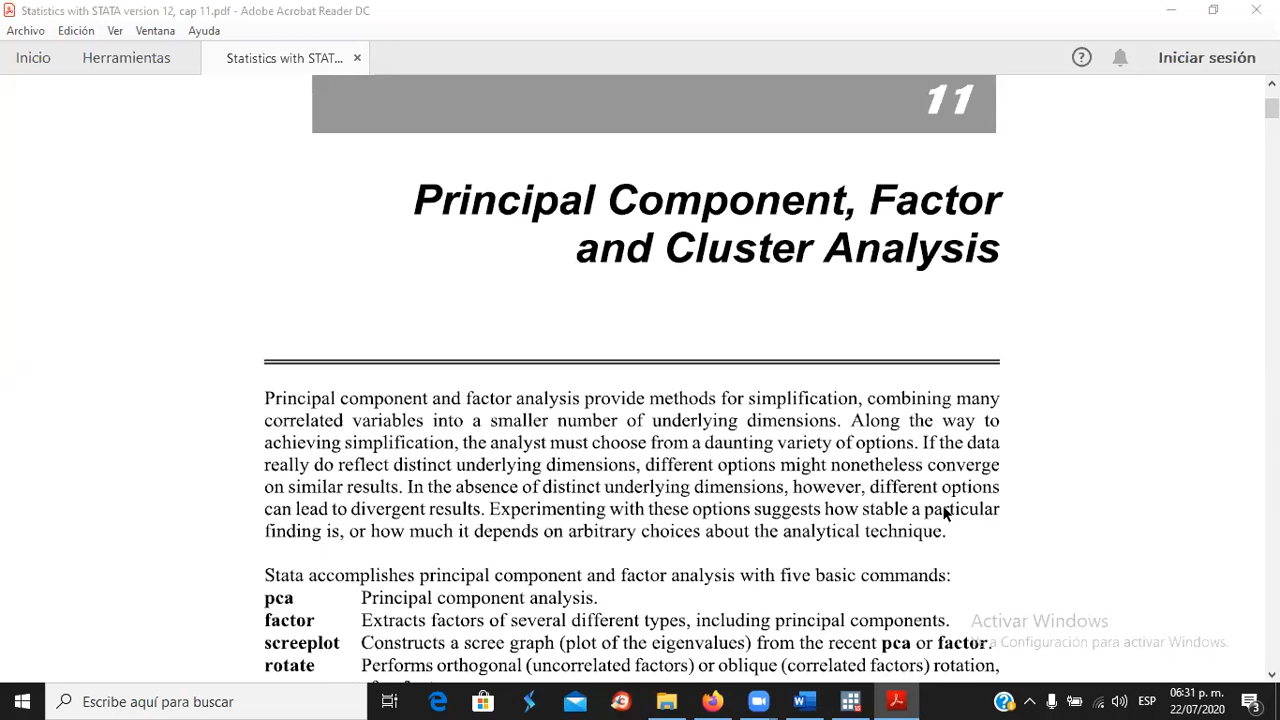 Statistics with STATA version 12, cap 11.pdf - Adobe Acrobat Reader DC
Archivo Edición Ver Ventana Ayuda
Inicio Herramientas Statistics with STAT... × Iniciar sesión
11
Principal Component, Factor
and Cluster Analysis
Principal component and factor analysis provide methods for simplification, combining many
correlated variables into a smaller number of underlying dimensions. Along the way to
achieving simplification, the analyst must choose from a daunting variety of options. If the data
really do reflect distinct underlying dimensions, different options might nonetheless converge
on similar results. In the absence of distinct underlying dimensions, however, different options
can lead to divergent results. Experimenting with these options suggests how stable a particular
finding is, or how much it depends on arbitrary choices about the analytical technique.
Stata accomplishes principal component and factor analysis with five basic commands:
pca Principal component analysis.
factor Extracts factors of several different types, including principal components.
Activar Windows
screeplot Constructs a scree graph (plot of the eigenvalues) from the recent pca or factor.
a Configuración para activar Windows.
rotate Performs orthogonal (uncorrelated factors) or oblique (correlated factors) rotation,
Escribe aquí para buscar
ESP
06:31 p. m.
22/07/2020
3